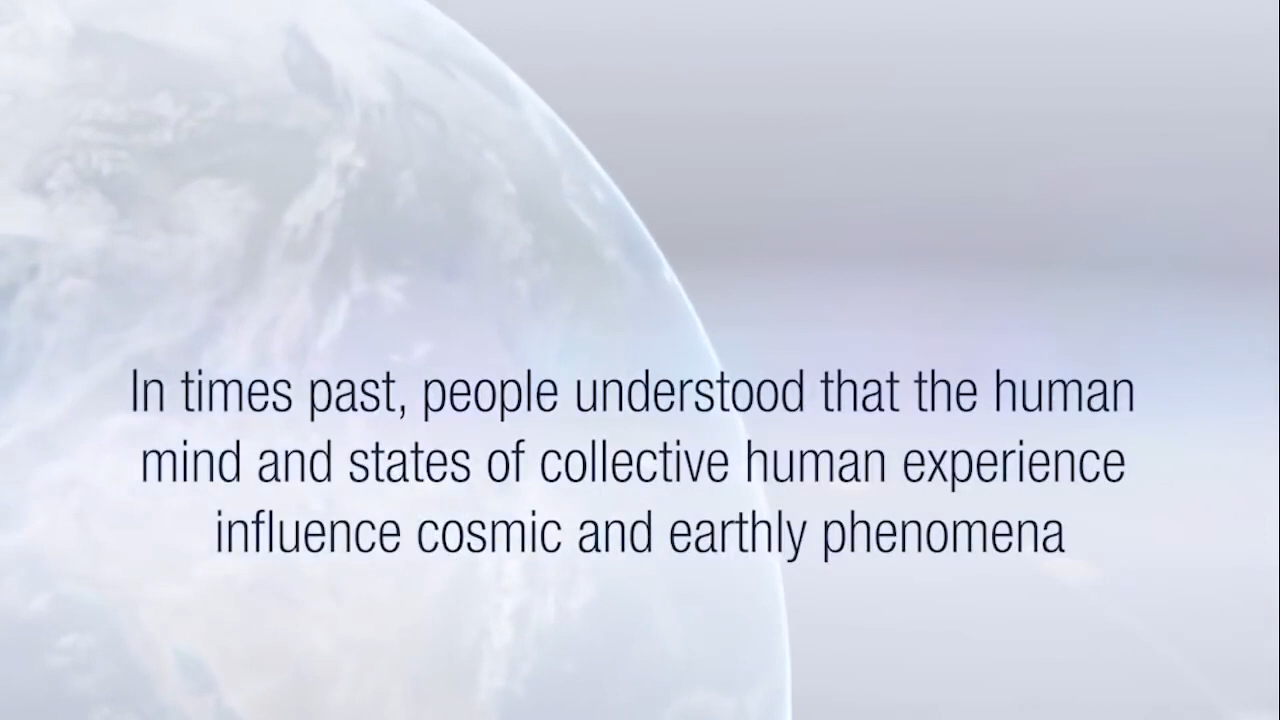 In times past, people understood that the human
mind and states of collective human experience
influence cosmic and earthly phenomena